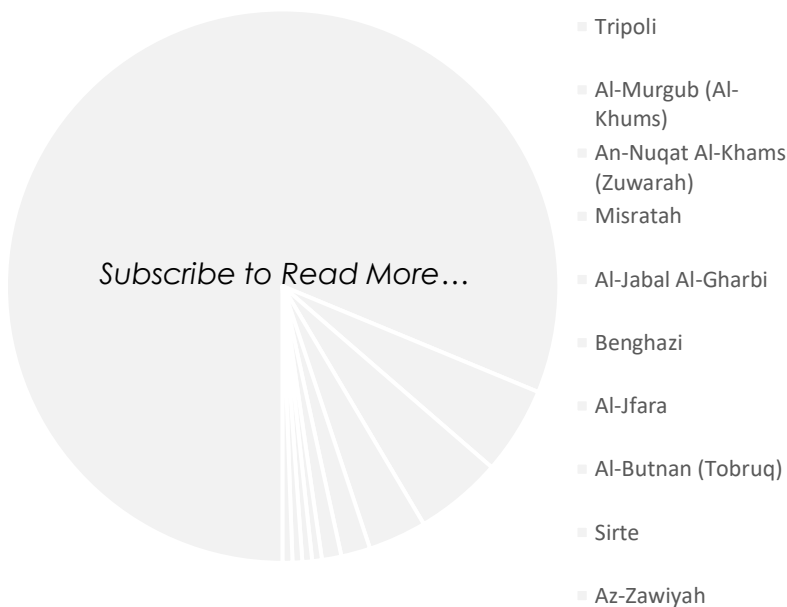 Tripoli
Al-Murgub (Al-
Khums)
An-Nuqat Al-Khams
(Zuwarah)
Misratah
Subscribe to Read More…
Al-Jabal Al-Gharbi
Benghazi
Al-Jfara
Al-Butnan (Tobruq)
Sirte
Az-Zawiyah